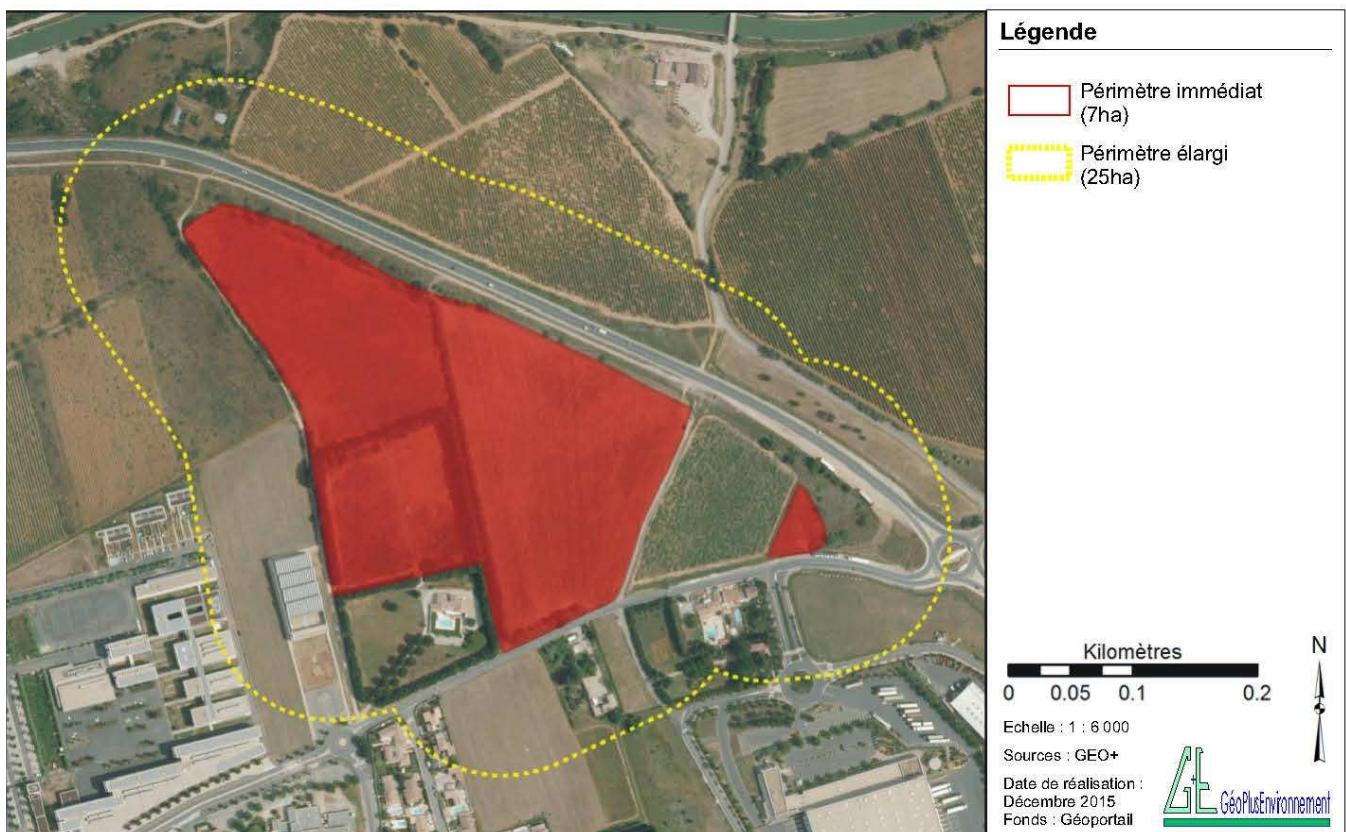 Légende
Périmètre immédiat
(7ha)
Périmètre élargi
(25ha)
Kilomètres
N
0 0.05 0.1 0.2
Echelle : 1 : 6 000
Sources : GEO+
Date de réalisation :
Décembre 2015
Fonds : Géoportail
G+E GéoPlusEnvironnement